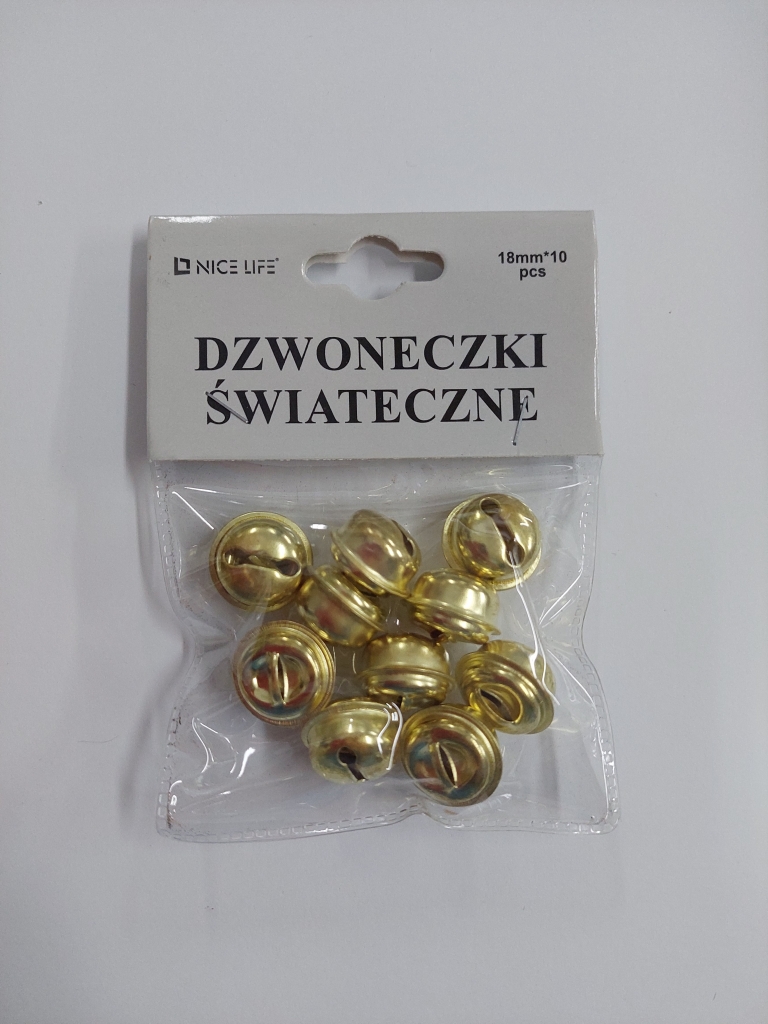 NICE LIFE®
18mm*10
pcs
DZWONECZKI
ŚWIATECZNE